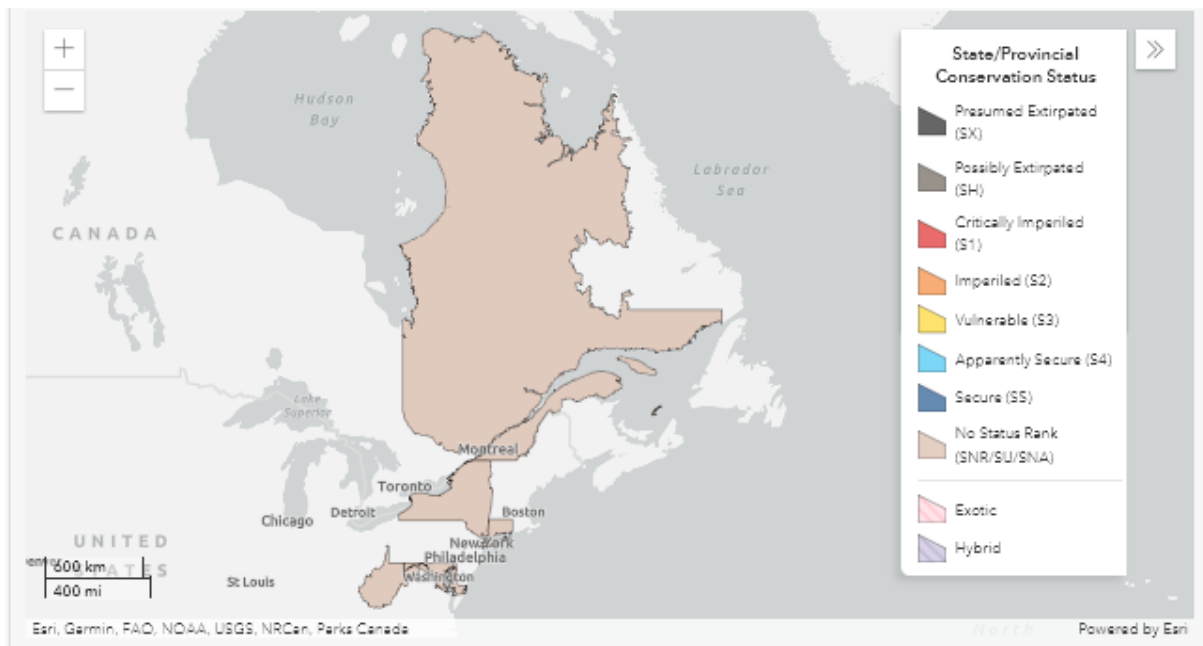 +
−
Hudson
Bay
Labrador
Sea
CANADA
Lake
Superior
Montreal
Toronto
Chicago
Detroit
Boston
UNITED
STATES
New York
Philadelphia
Washington
St Louis
600 km
400 mi
Esri, Garmin, FAO, NOAA, USGS, NRCan, Parks Canada
North
Powered by Esri
State/Provincial
Conservation Status
Presumed Extirpated
(SX)
Possibly Extirpated
(SH)
Critically Imperiled
(S1)
Imperiled (S2)
Vulnerable (S3)
Apparently Secure (S4)
Secure (S5)
No Status Rank
(SNR/SU/SNA)
Exotic
Hybrid